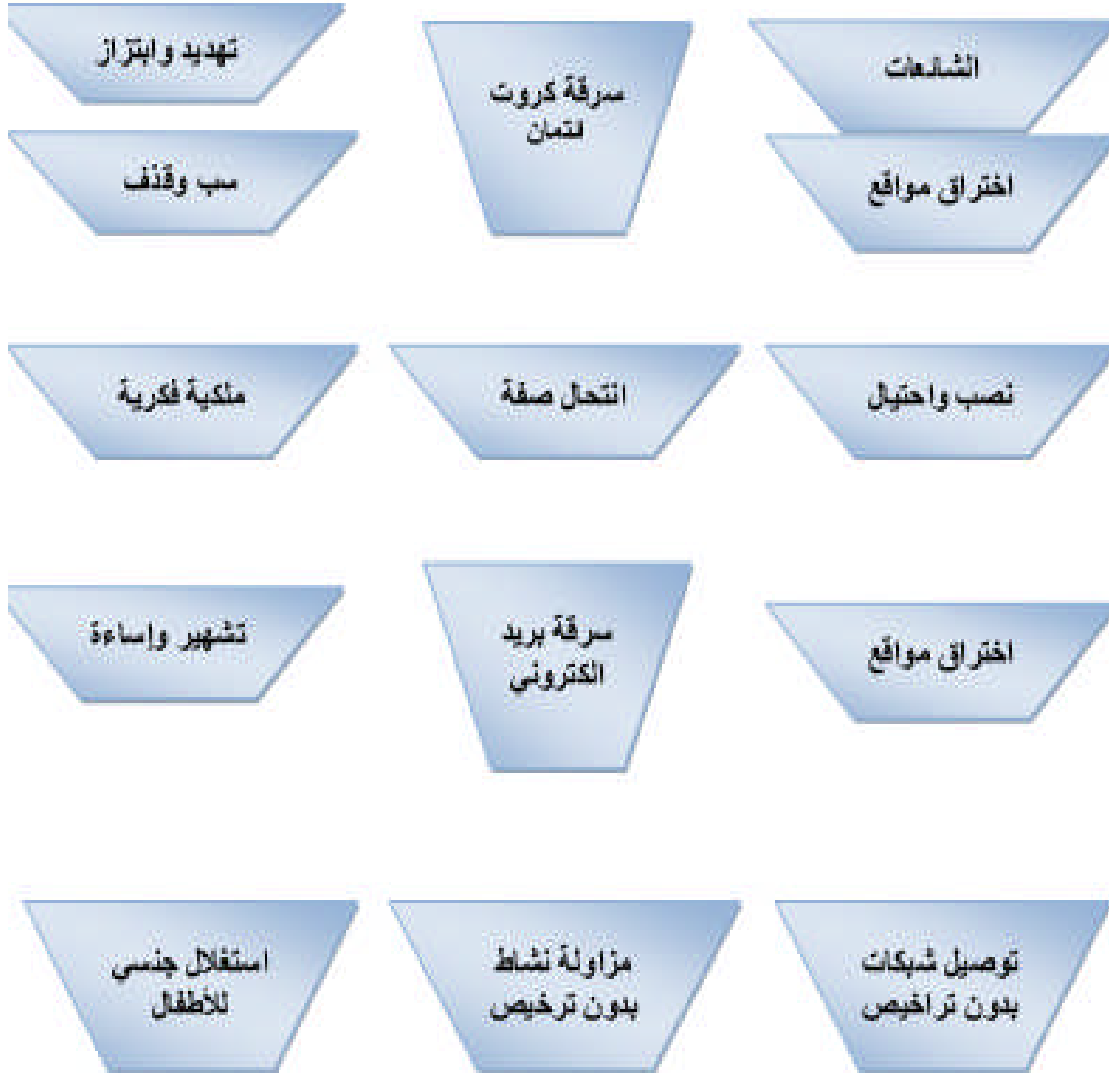 الشائعات
سرقة كروت
ئتمان
تهديد وابتزاز
اختراق مواقع
سب وقذف
نصب واحتيال
انتحال صفة
ملكية فكرية
اختراق مواقع
سرقة بريد
الكتروني
تشهير وإساءة
توصيل شبكات
بدون تراخيص
مزاولة نشاط
بدون ترخيص
استغلال جنسي
للأطفال